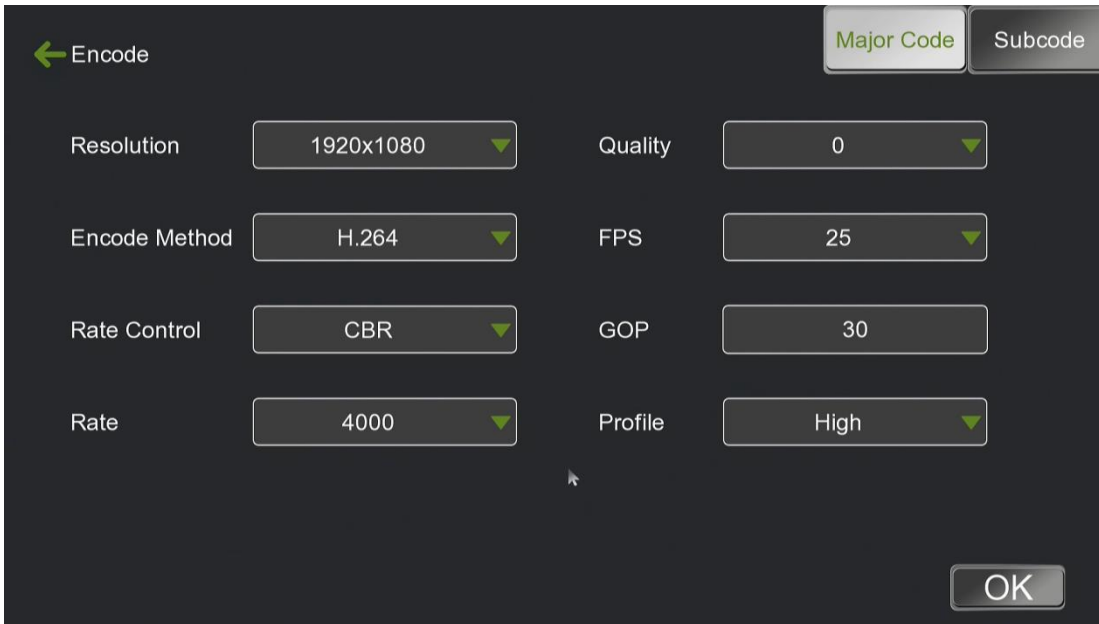 Encode
Major Code
Subcode
Resolution 1920x1080 Quality 0
Encode Method H.264 FPS 25
Rate Control CBR GOP 30
Rate 4000 Profile High
OK